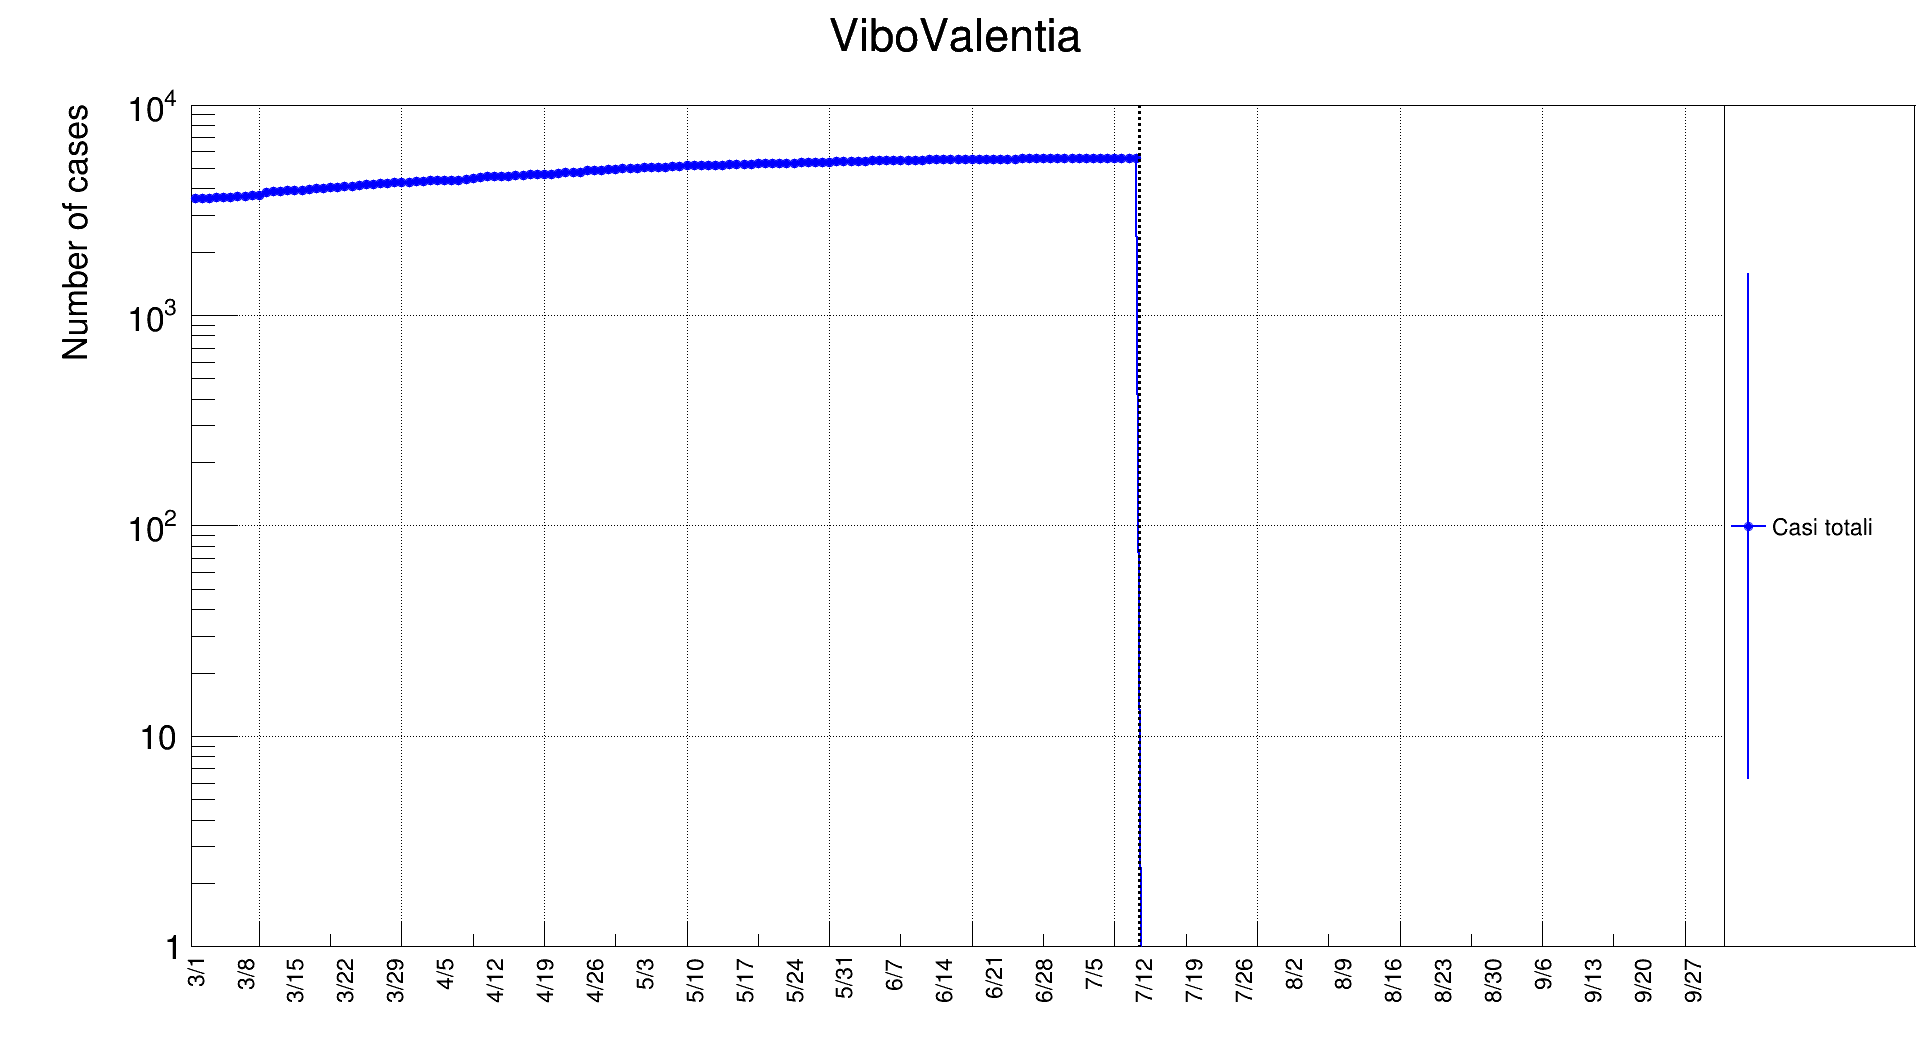 ViboValentia
Number of cases
10^4
10^3
10^2
10
1
3/1 3/8 3/15 3/22 3/29 4/5 4/12 4/19 4/26 5/3 5/10 5/17 5/24 5/31 6/7 6/14 6/21 6/28 7/5 7/12 7/19 7/26 8/2 8/9 8/16 8/23 8/30 9/6 9/13 9/20 9/27
Casi totali